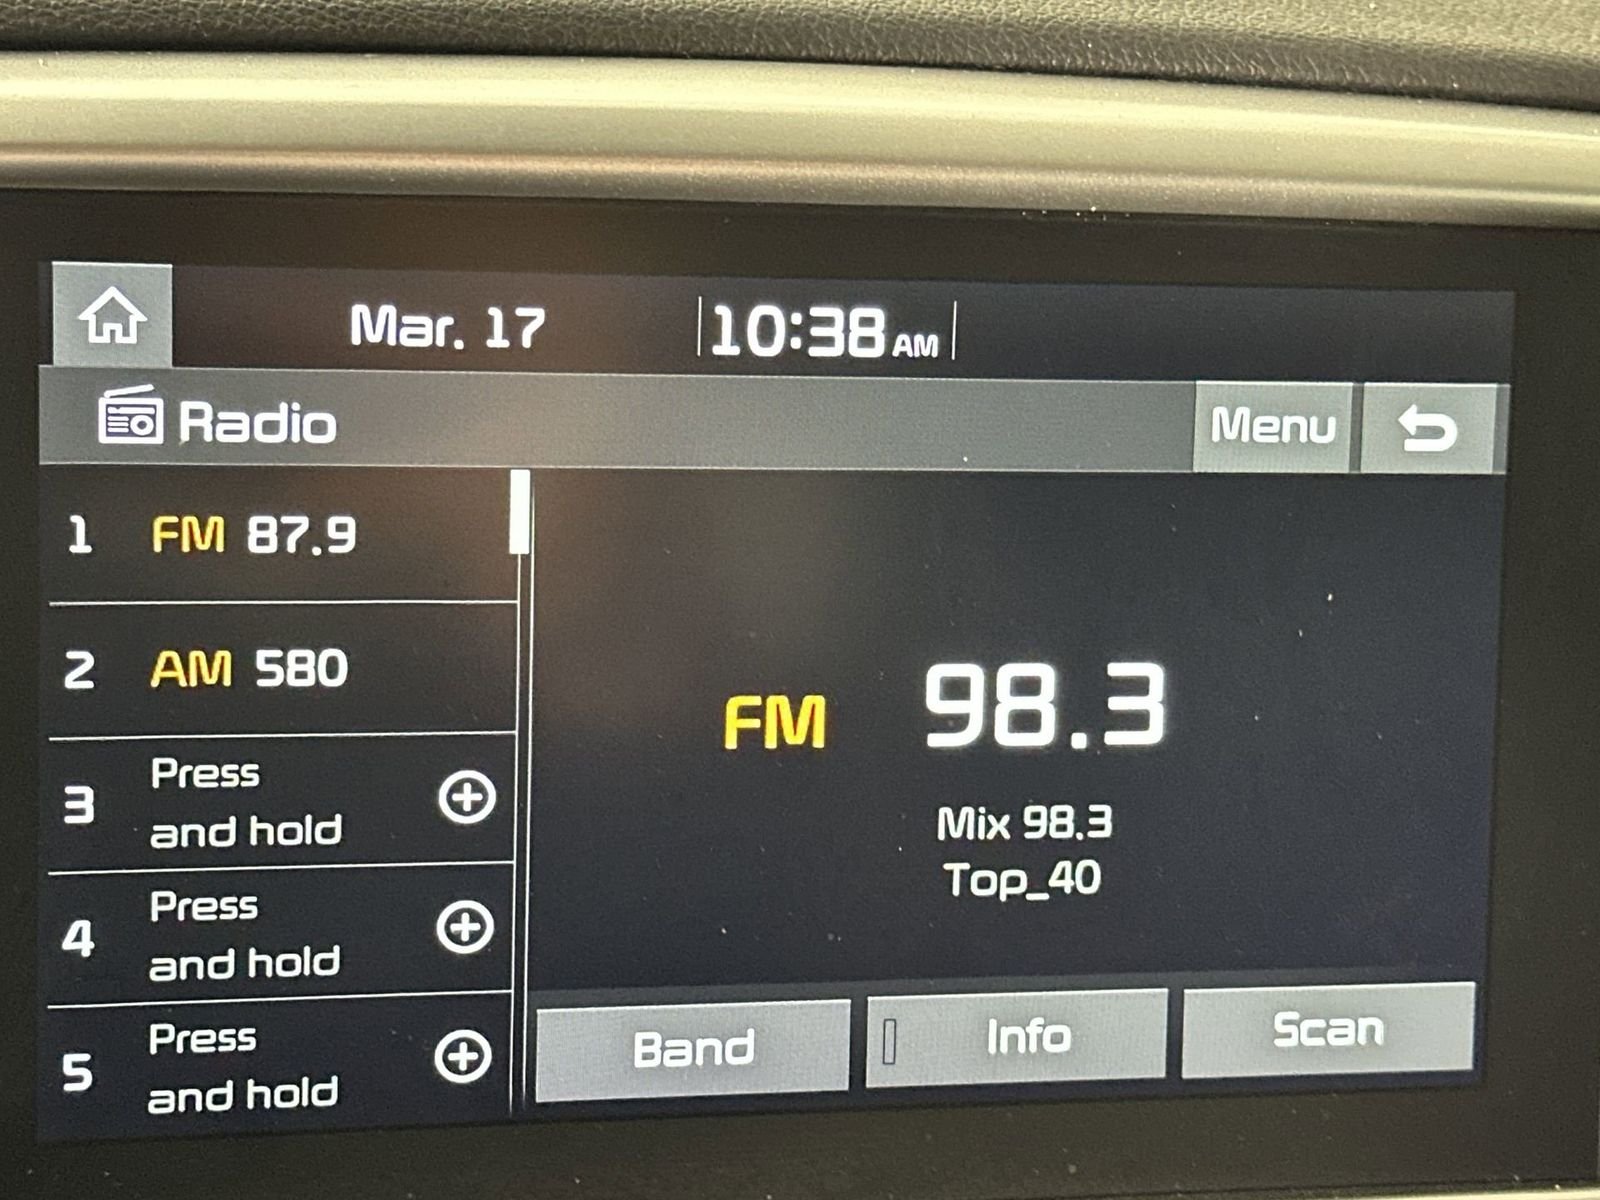 Mar. 17 10:38 AM
Radio Menu
1 FM 87.9
2 AM 580
3 Press
and hold
4 Press
and hold
5 Press
and hold
FM 98.3
Mix 98.3
Top_40
Band Info Scan